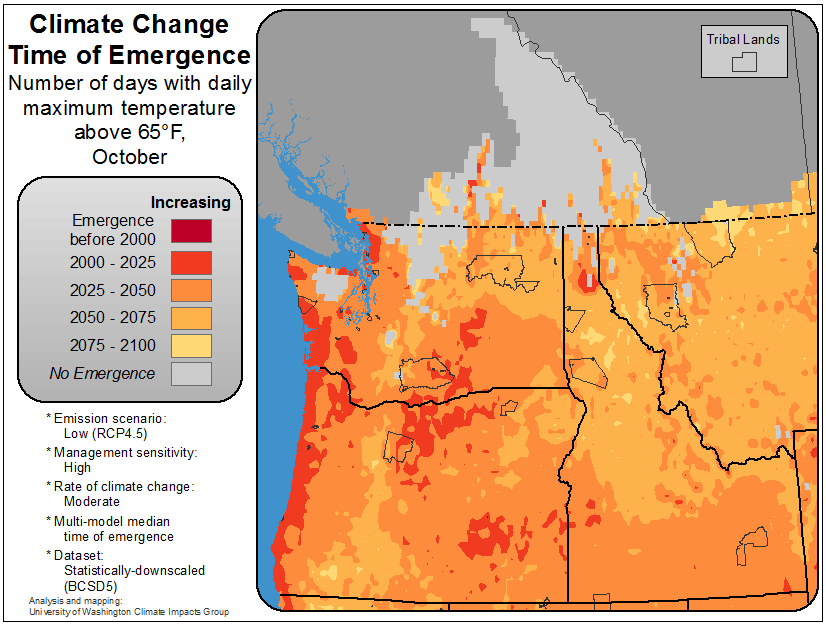 Climate Change
Time of Emergence
Number of days with daily
maximum temperature
above 65°F,
October
Increasing
Emergence
before 2000
2000 - 2025
2025 - 2050
2050 - 2075
2075 - 2100
No Emergence
* Emission scenario:
Low (RCP4.5)
* Management sensitivity:
High
* Rate of climate change:
Moderate
* Multi-model median
time of emergence
* Dataset:
Statistically-downscaled
(BCSD5)
Analysis and mapping:
University of Washington Climate Impacts Group
Tribal Lands